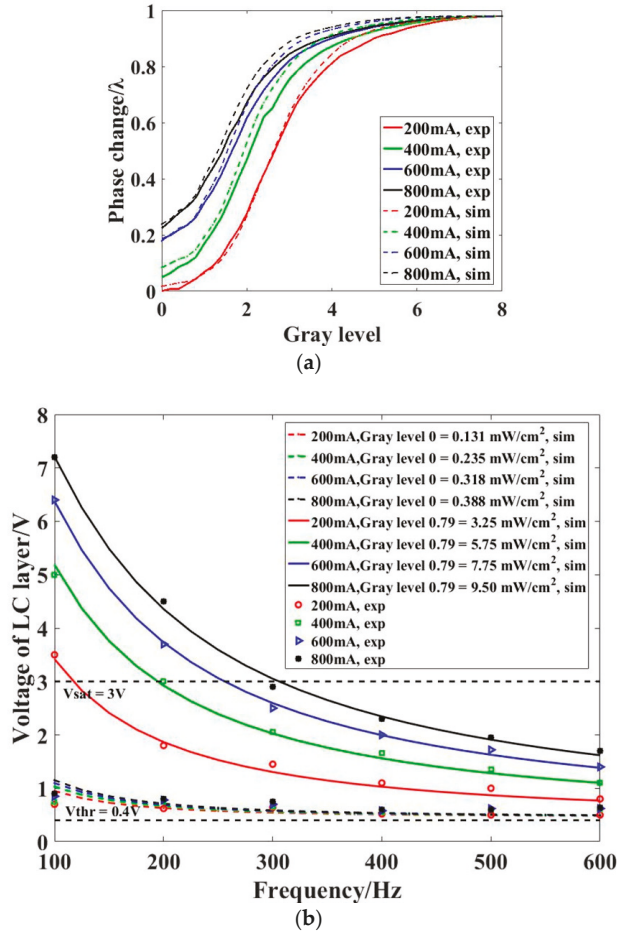 1
0.8
0.6
0.4
0.2
0
Phase change/λ
200mA, exp
400mA, exp
600mA, exp
800mA, exp
200mA, sim
400mA, sim
600mA, sim
800mA, sim
0 2 4 6 8
Gray level
(a)
8
7
6
5
4
3
2
1
0
Voltage of LC layer/V
200mA,Gray level 0 = 0.131 mW/cm², sim
400mA,Gray level 0 = 0.235 mW/cm², sim
600mA,Gray level 0 = 0.318 mW/cm², sim
800mA,Gray level 0 = 0.388 mW/cm², sim
200mA,Gray level 0.79 = 3.25 mW/cm², sim
400mA,Gray level 0.79 = 5.75 mW/cm², sim
600mA,Gray level 0.79 = 7.75 mW/cm², sim
800mA,Gray level 0.79 = 9.50 mW/cm², sim
200mA, exp
400mA, exp
600mA, exp
800mA, exp
Vsat = 3V
Vthr = 0.4V
100 200 300 400 500 600
Frequency/Hz
(b)